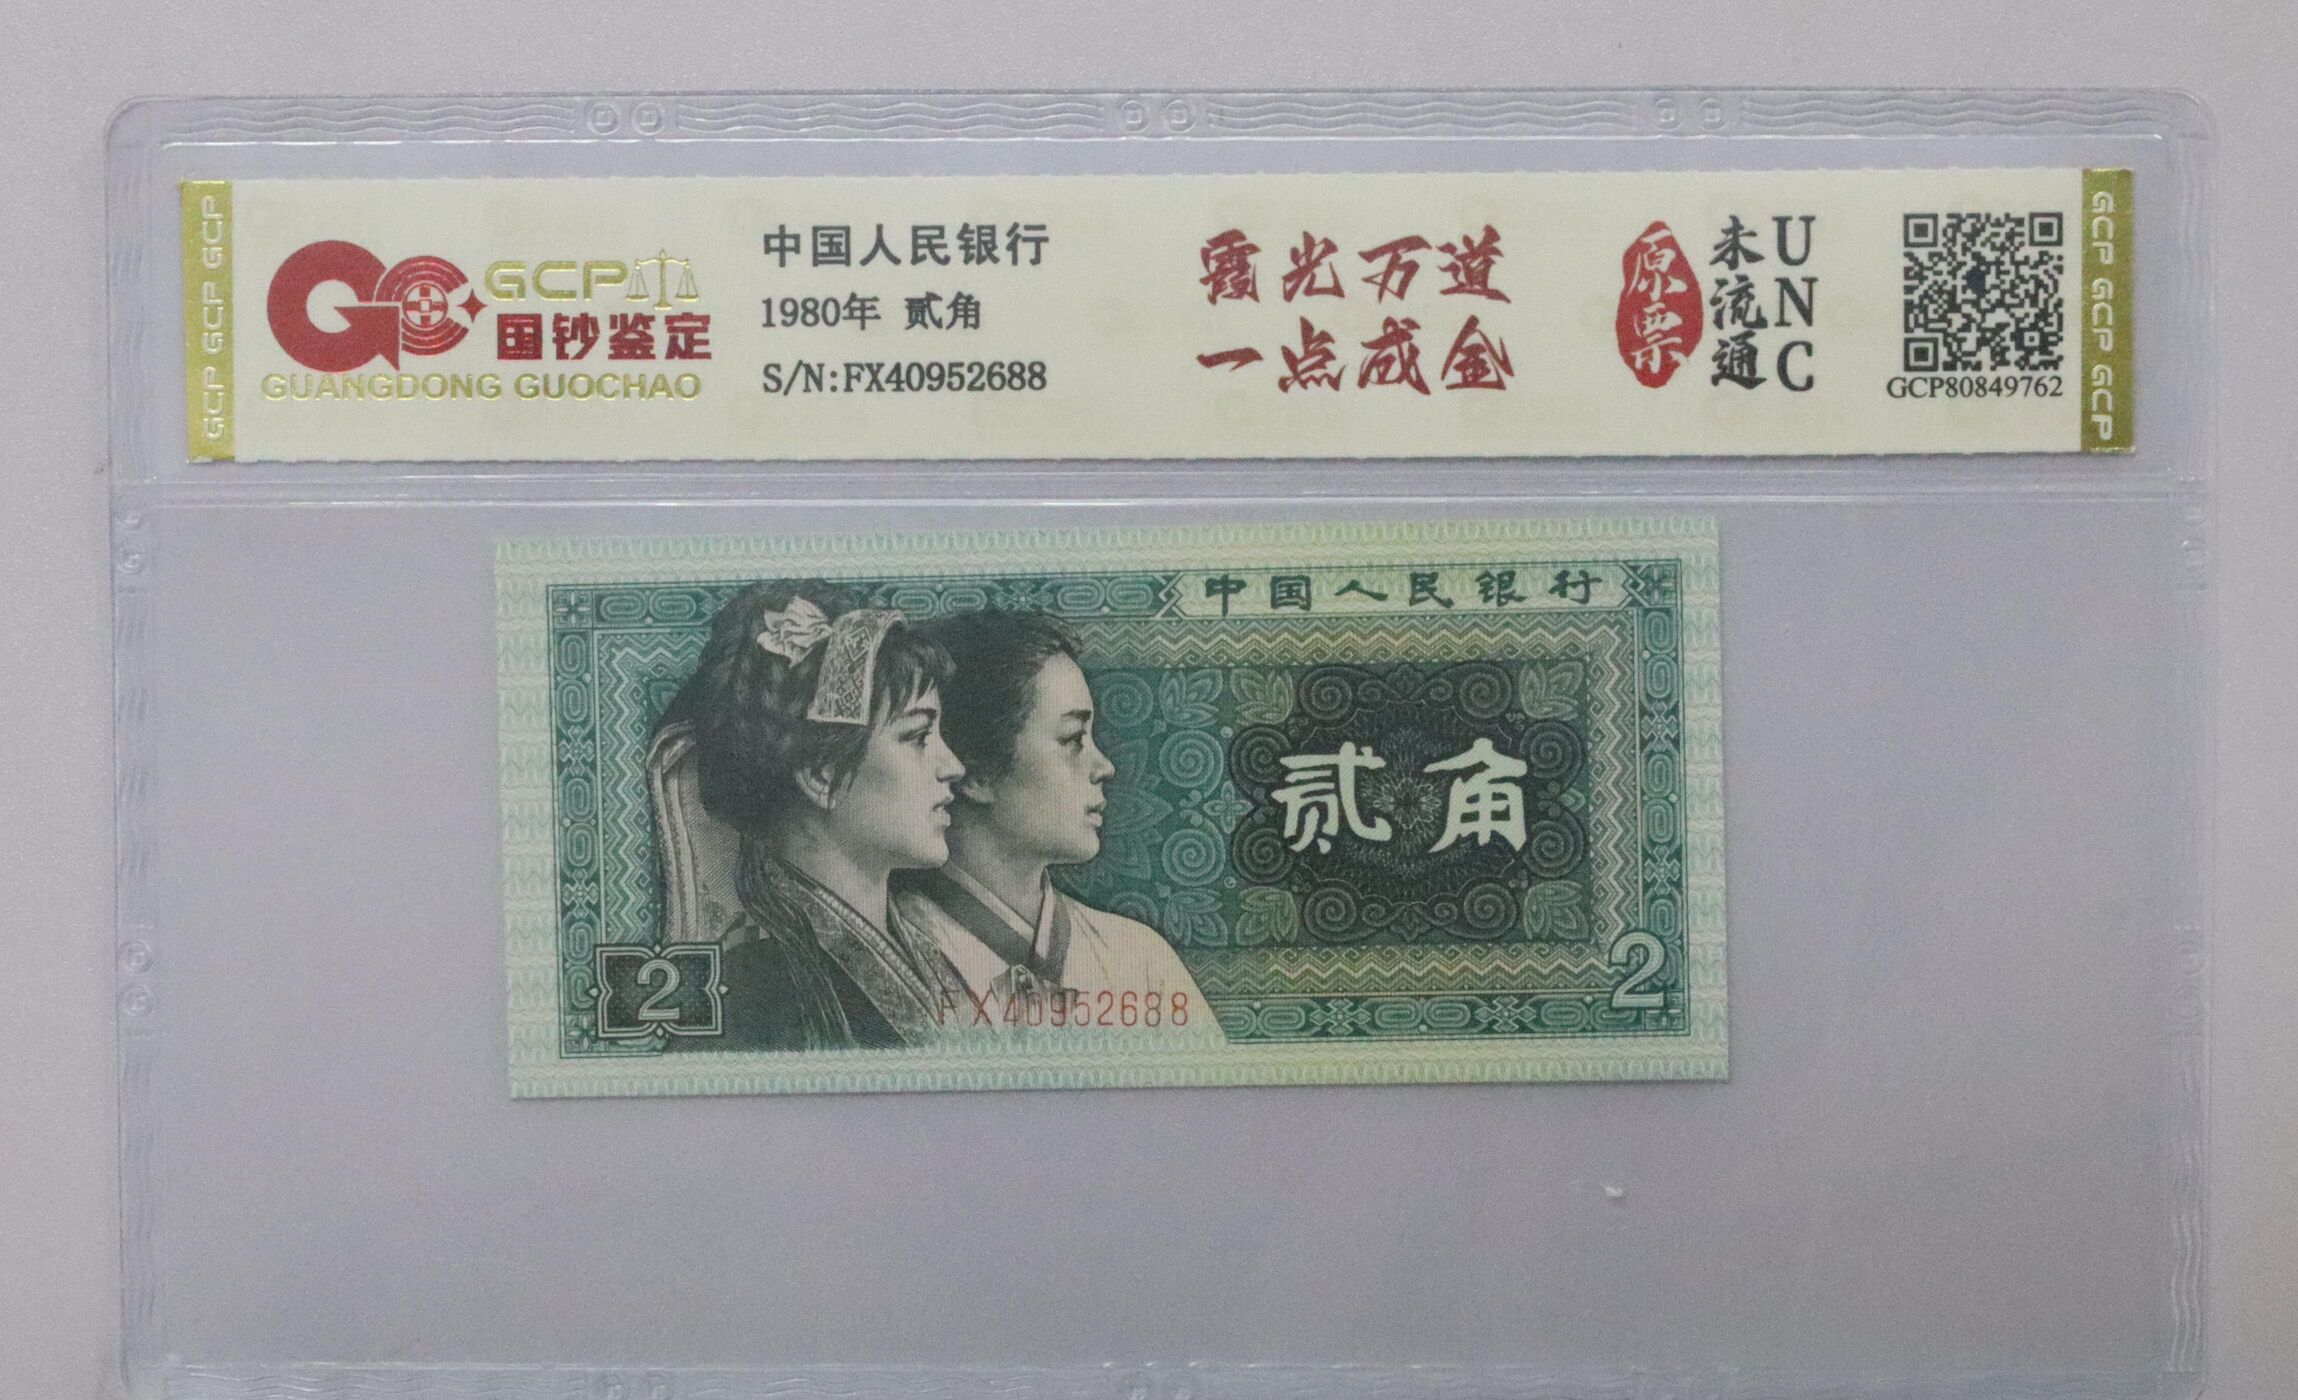 GCP GCP GCP
GCP
国钞鉴定
GUANGDONG GUOCHAO
中国人民银行
1980年 贰角
S/N:FX40952688
霞光万道
一点成金
原票
未流通
UNC
GCP80849762
GCP GCP GCP
中国人民银行
贰角
2
FX40952688
2